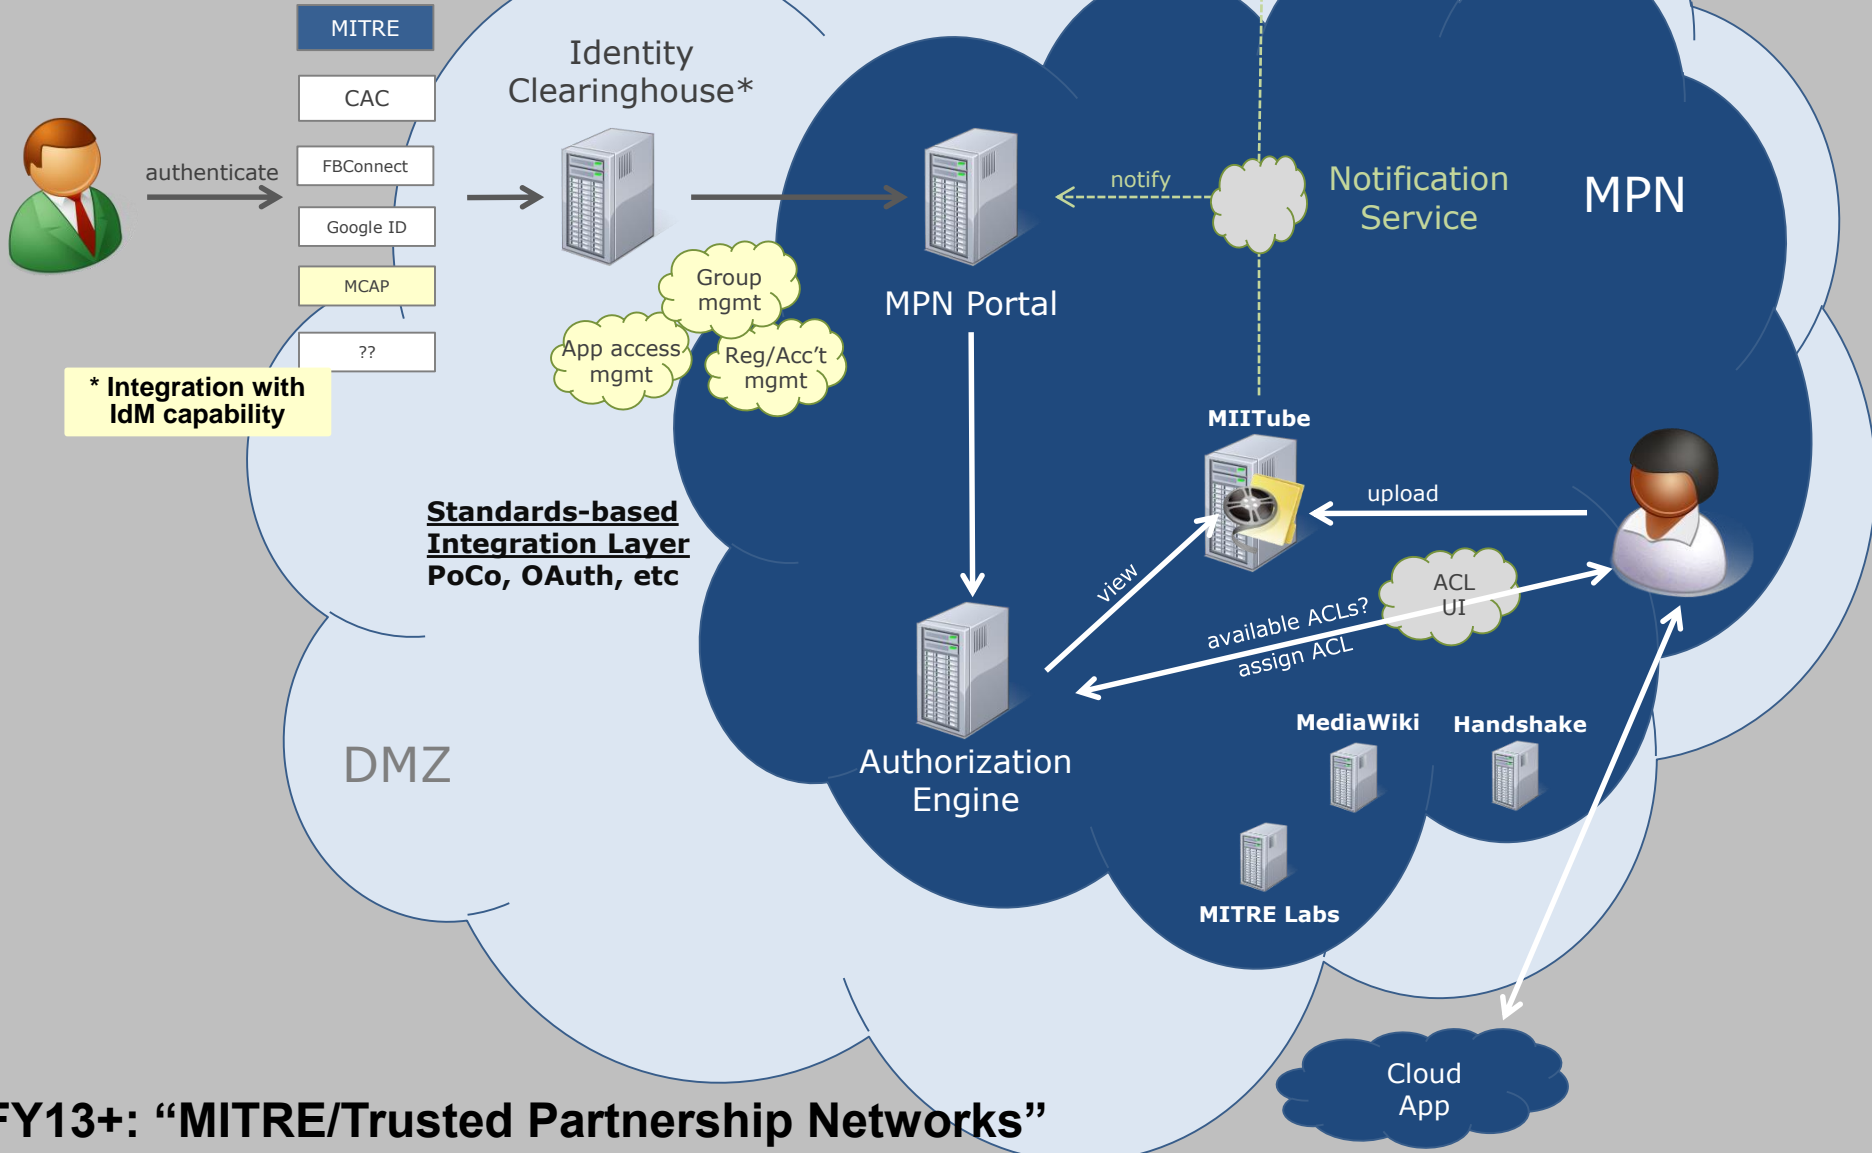 MITRE
CAC
FBConnect
Google ID
MCAP
??
authenticate
* Integration with
IdM capability
Identity
Clearinghouse*
Group
mgmt
App access
mgmt
Reg/Acc't
mgmt
Standards-based
Integration Layer
PoCo, OAuth, etc
DMZ
MPN Portal
notify
Notification
Service
MPN
MIITube
upload
view
ACL
UI
available ACLs?
assign ACL
Authorization
Engine
MediaWiki
Handshake
MITRE Labs
Cloud
App
FY13+: “MITRE/Trusted Partnership Networks”